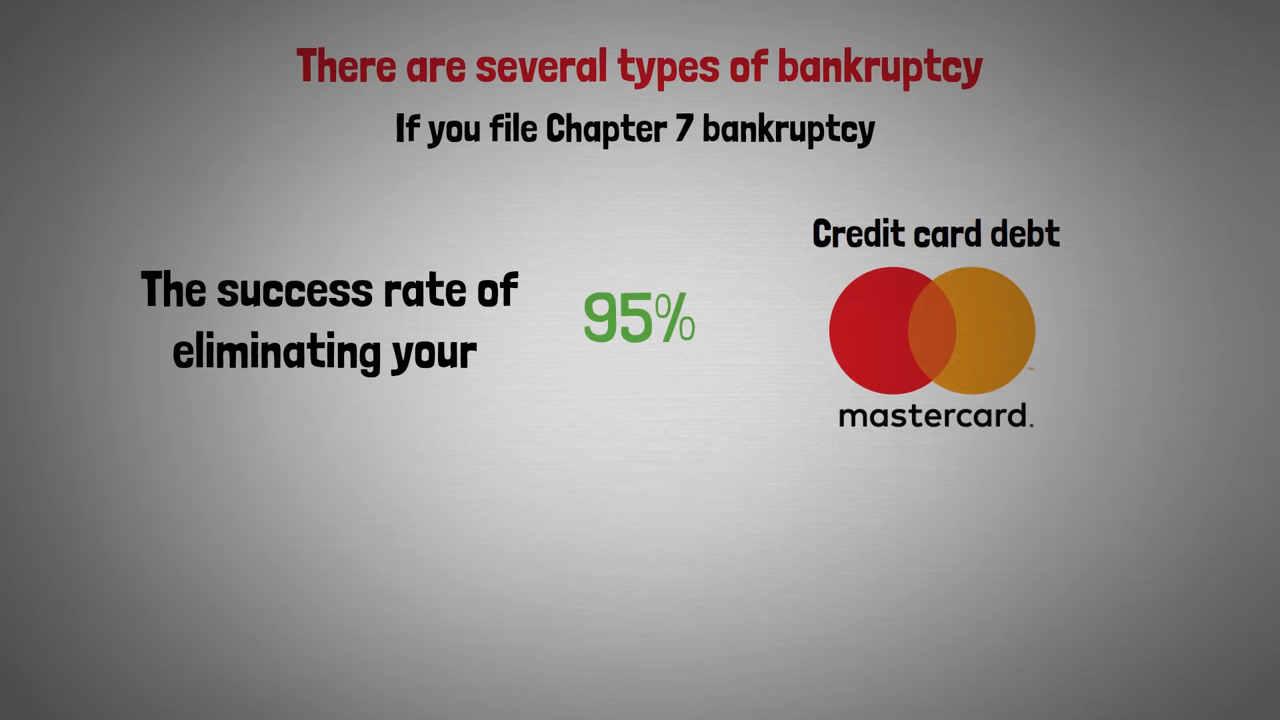 There are several types of bankruptcy
If you file Chapter 7 bankruptcy
The success rate of
eliminating your
95%
Credit card debt
mastercard.